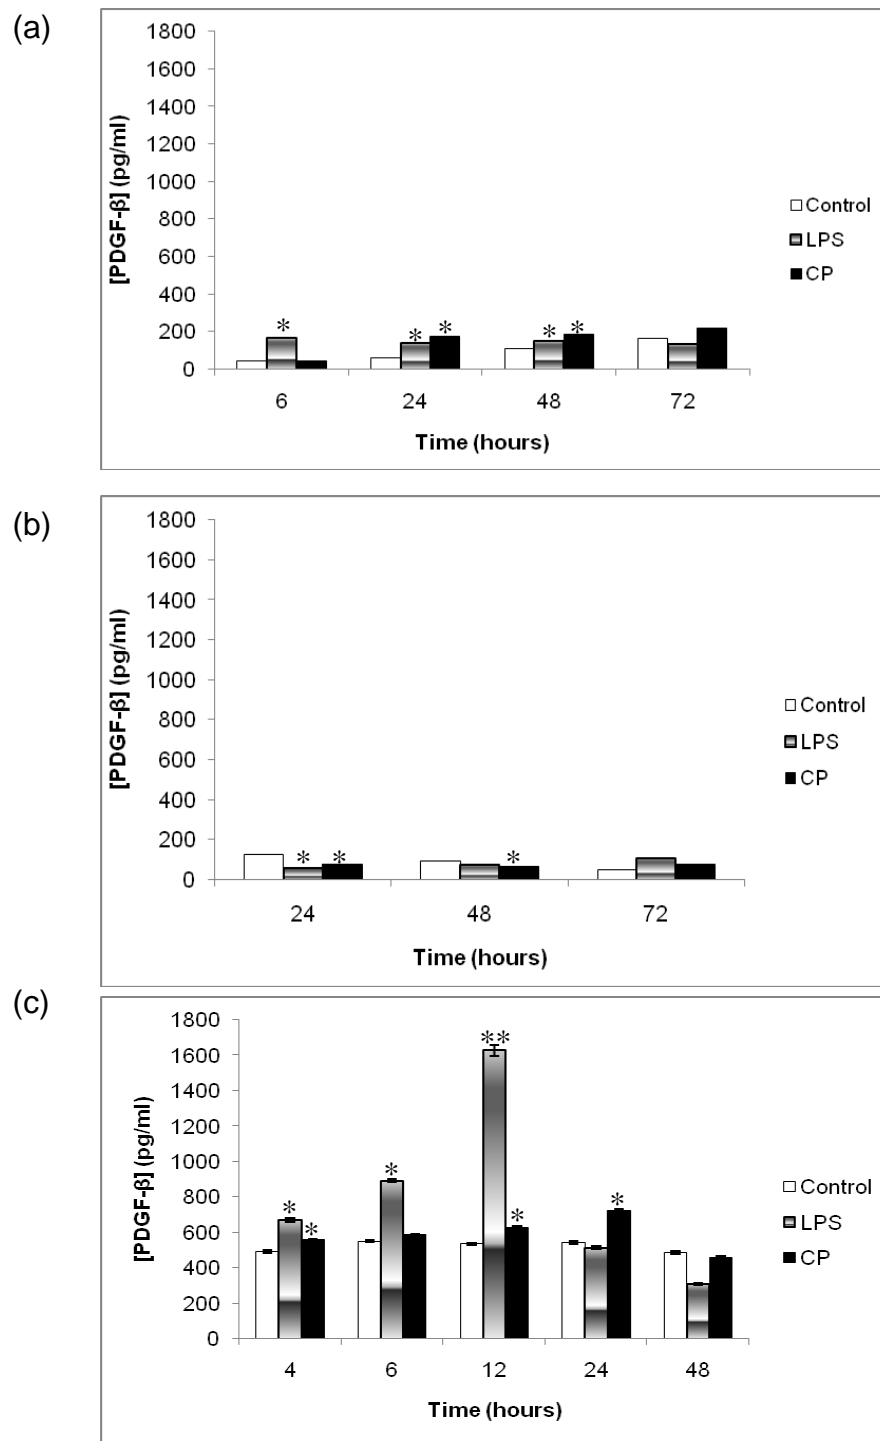 (a)
[PDGF-β] (pg/ml)
1800
1600
1400
1200
1000
800
600
400
200
0
*
* *
* *
6 24 48 72
Time (hours)
Control
LPS
CP
(b)
[PDGF-β] (pg/ml)
1800
1600
1400
1200
1000
800
600
400
200
0
* *
*
24 48 72
Time (hours)
Control
LPS
CP
(c)
[PDGF-β] (pg/ml)
1800
1600
1400
1200
1000
800
600
400
200
0
*
*
*
**
*
*
4 6 12 24 48
Time (hours)
Control
LPS
CP